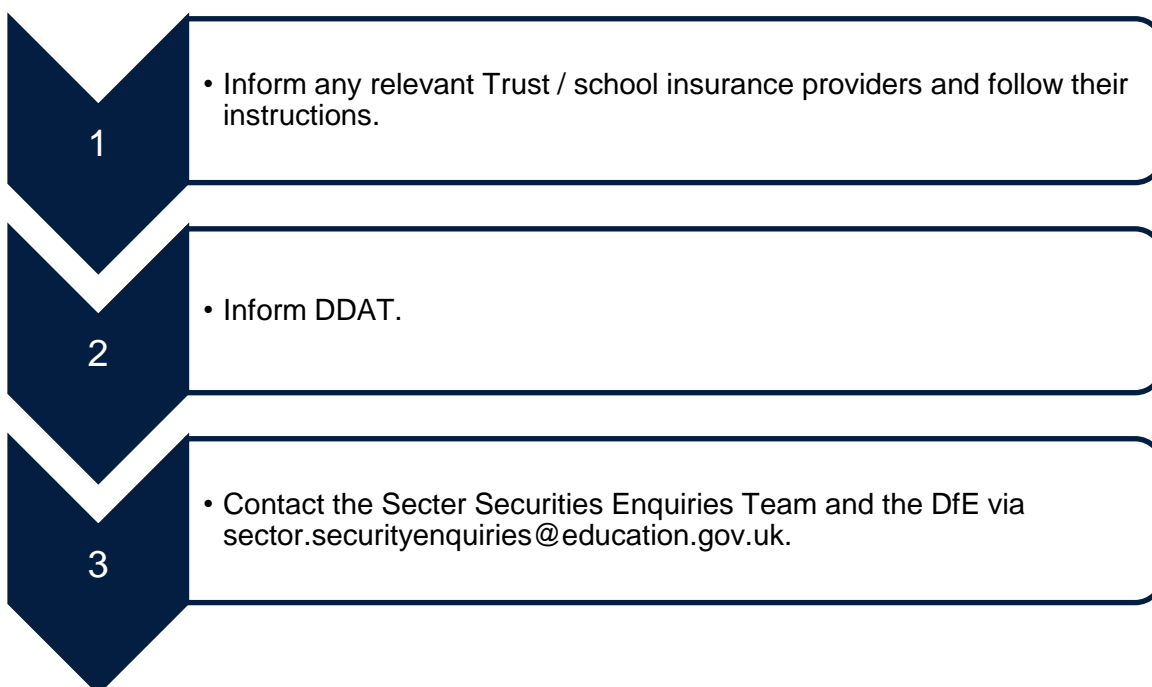 1
• Inform any relevant Trust / school insurance providers and follow their
instructions.
2
• Inform DDAT.
3
• Contact the Secter Securities Enquiries Team and the DfE via
sector.securityenquiries@education.gov.uk.